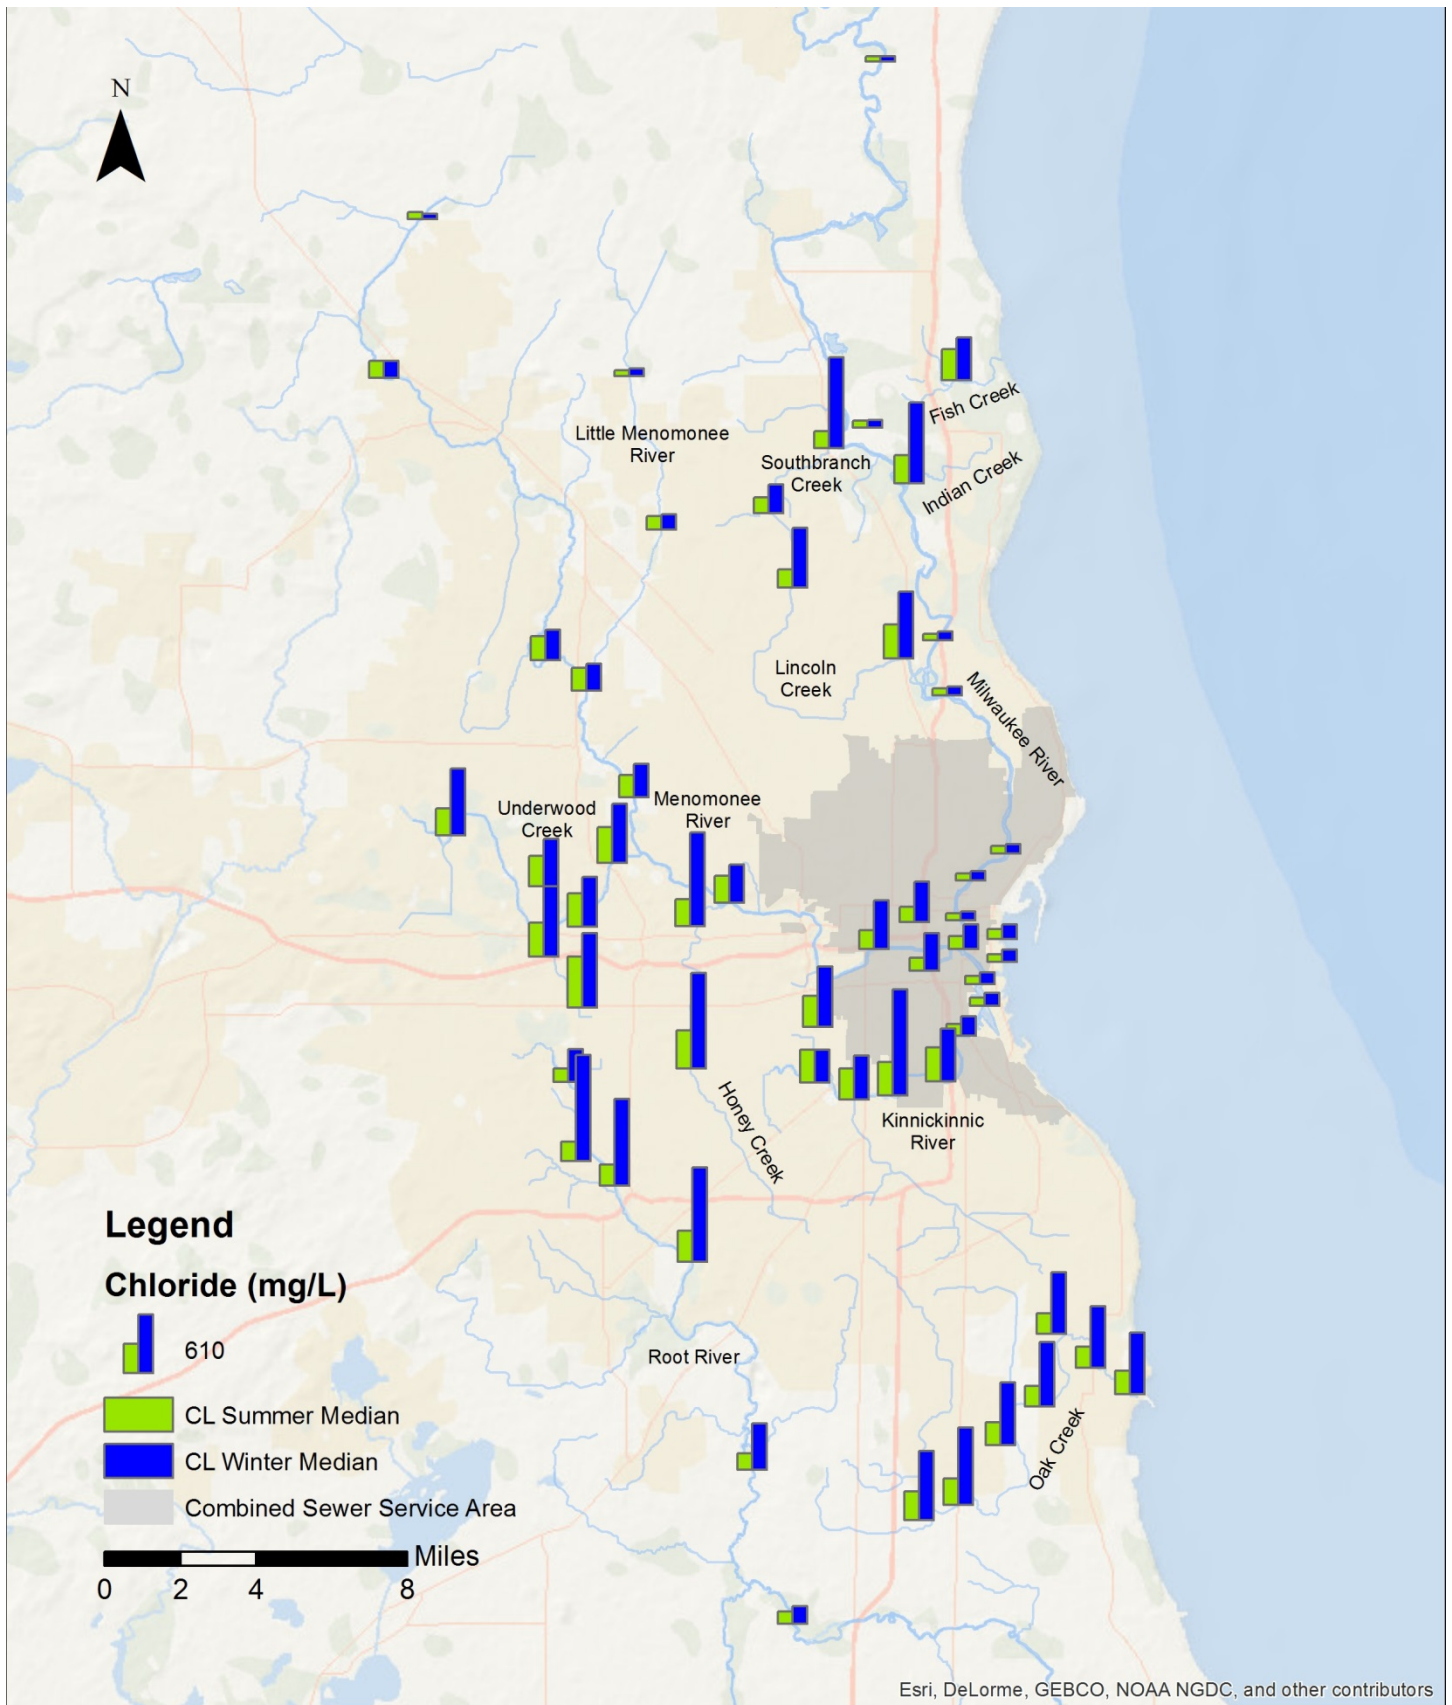 N
Fish Creek
Little Menomonee
River
Southbranch
Creek
Indian Creek
Lincoln
Creek
Milwaukee River
Underwood
Creek
Menomonee
River
Honey Creek
Kinnickinnic
River
Root River
Oak Creek
Legend
Chloride (mg/L)
610
CL Summer Median
CL Winter Median
Combined Sewer Service Area
Miles
0 2 4 8
Esri, DeLorme, GEBCO, NOAA NGDC, and other contributors